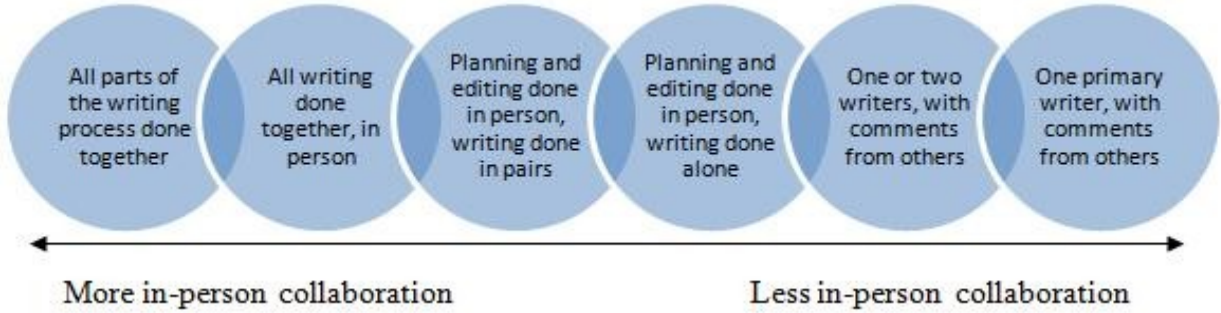 All parts of
the writing
process done
together
All writing
done
together, in
person
Planning and
editing done
in person,
writing done
in pairs
Planning and
editing done
in person,
writing done
alone
One or two
writers, with
comments
from others
One primary
writer, with
comments
from others
More in-person collaboration
Less in-person collaboration